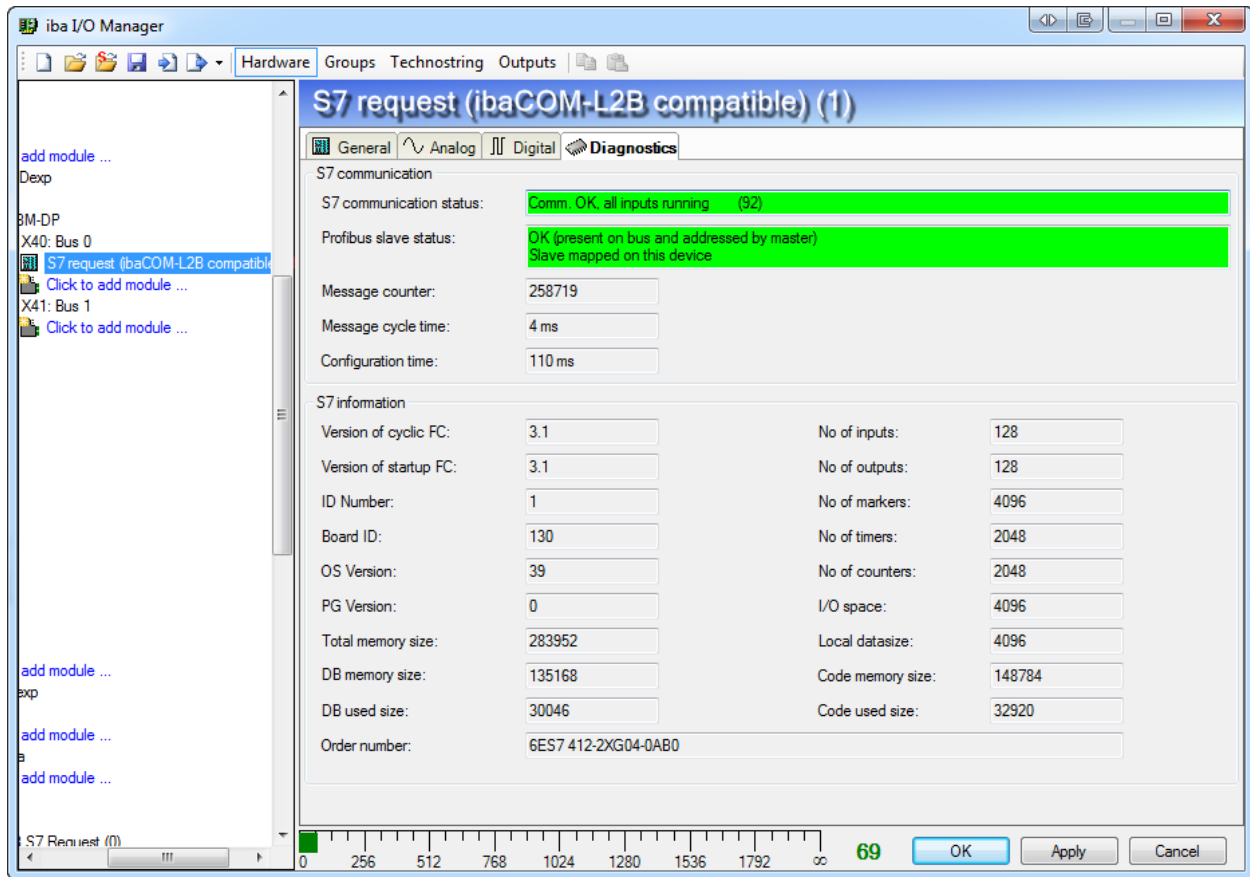 iba I/O Manager
Hardware Groups Technostring Outputs
add module ...
Dexp
BM-DP
X40: Bus 0
S7 request (ibaCOM-L2B compatible
Click to add module ...
X41: Bus 1
Click to add module ...
add module ...
exp
add module ...
a
add module ...
S7 Request (0)
S7 request (ibaCOM-L2B compatible) (1)
General Analog Digital Diagnostics
S7 communication
S7 communication status: Comm. OK, all inputs running (92)
Profibus slave status: OK (present on bus and addressed by master)
Slave mapped on this device
Message counter: 258719
Message cycle time: 4 ms
Configuration time: 110 ms
S7 information
Version of cyclic FC: 3.1 No of inputs: 128
Version of startup FC: 3.1 No of outputs: 128
ID Number: 1 No of markers: 4096
Board ID: 130 No of timers: 2048
OS Version: 39 No of counters: 2048
PG Version: 0 I/O space: 4096
Total memory size: 283952 Local datasize: 4096
DB memory size: 135168 Code memory size: 148784
DB used size: 30046 Code used size: 32920
Order number: 6ES7 412-2XG04-0AB0
0 256 512 768 1024 1280 1536 1792 ∞ 69 OK Apply Cancel